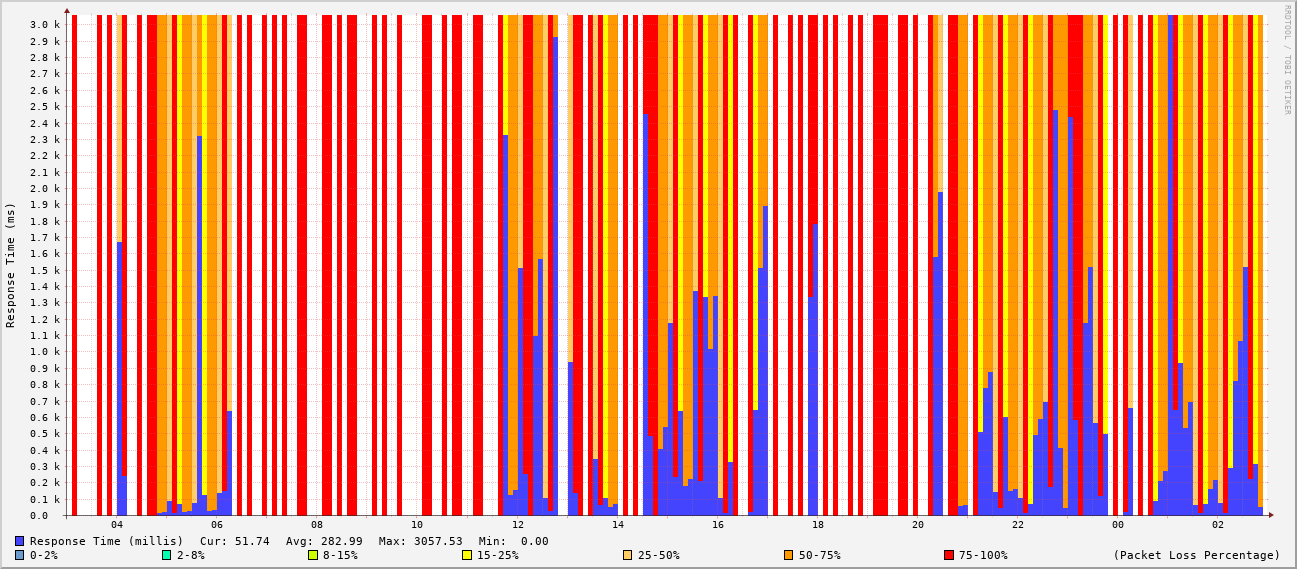 RRDTOOL / TOBI OETIKER
Response Time (ms)
3.0 k
2.9 k
2.8 k
2.7 k
2.6 k
2.5 k
2.4 k
2.3 k
2.2 k
2.1 k
2.0 k
1.9 k
1.8 k
1.7 k
1.6 k
1.5 k
1.4 k
1.3 k
1.2 k
1.1 k
1.0 k
0.9 k
0.8 k
0.7 k
0.6 k
0.5 k
0.4 k
0.3 k
0.2 k
0.1 k
0.0
04 06 08 10 12 14 16 18 20 22 00 02
Response Time (millis) Cur: 51.74 Avg: 282.99 Max: 3057.53 Min: 0.00
0-2% 2-8% 8-15% 15-25% 25-50% 50-75% 75-100% (Packet Loss Percentage)